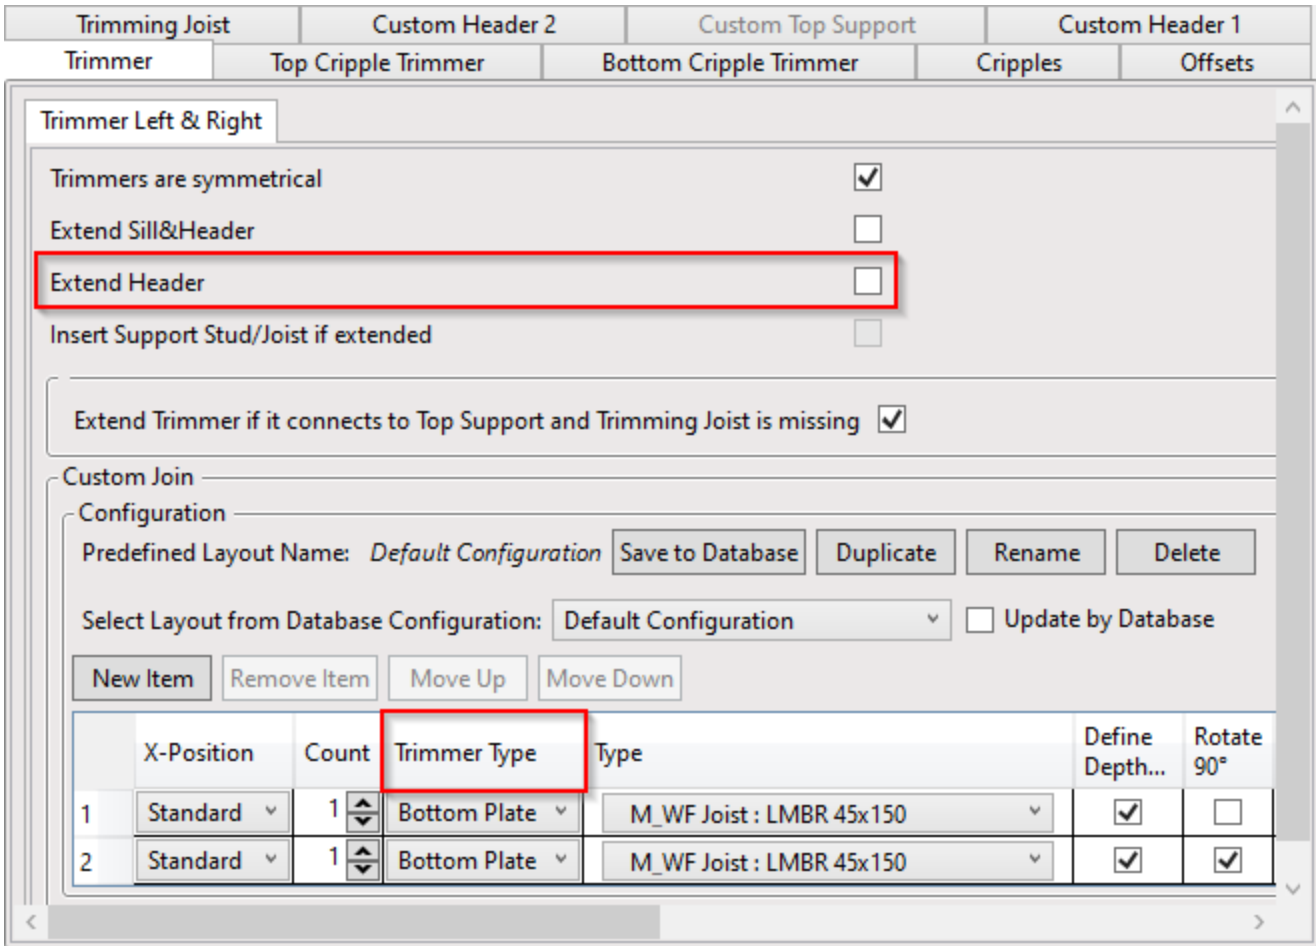 Trimming Joist Custom Header 2 Custom Top Support Custom Header 1
Trimmer Top Cripple Trimmer Bottom Cripple Trimmer Cripples Offsets
Trimmer Left & Right
Trimmers are symmetrical
Extend Sill&Header
Extend Header
Insert Support Stud/Joist if extended
Extend Trimmer if it connects to Top Support and Trimming Joist is missing
Custom Join
Configuration
Predefined Layout Name: Default Configuration Save to Database Duplicate Rename Delete
Select Layout from Database Configuration: Default Configuration Update by Database
New Item Remove Item Move Up Move Down
X-Position Count Trimmer Type Type Define Depth... Rotate 90°
1 Standard 1 Bottom Plate M_WF Joist : LMBR 45x150
2 Standard 1 Bottom Plate M_WF Joist : LMBR 45x150